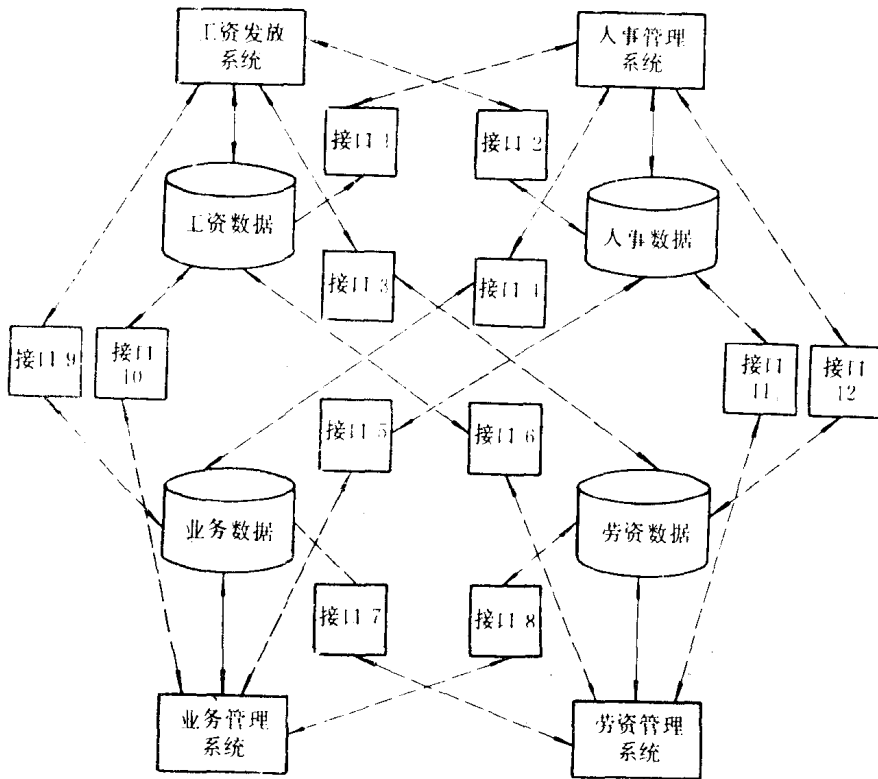 工资发放
系统
人事管理
系统
接口 1
接口 2
工资数据
人事数据
接口 3
接口 4
接口 9
接口
10
接口
11
接口
12
接口 5
接口 6
业务数据
劳资数据
接口 7
接口 8
业务管理
系统
劳资管理
系统